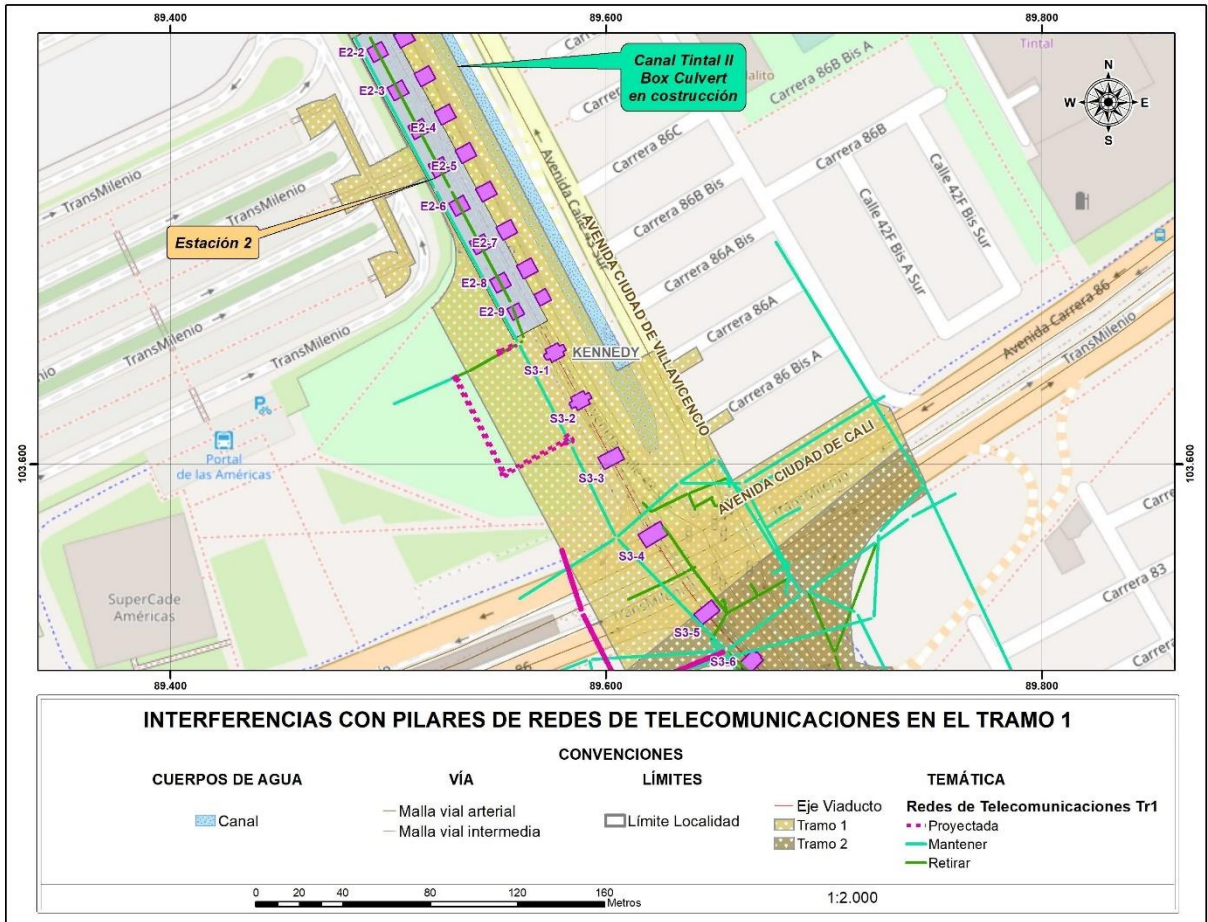 89.400
89.600
89.800
E2-2
Canal Tintal II
Box Culvert
en costrucción
Tintal
Carrera 86B Bis A
N
W
E
S
E2-3
E2-4
Carrera 86C
Carrera 86B
E2-5
TransMilenio
Carrera 86B Bis
Calle 42F Bis Sur
E2-6
Estación 2
AVENIDA CIUDAD DE VILLAVICENCIO
Carrera 86A Bis
Calle 42F Bis A Sur
TransMilenio
E2-7
E2-8
Carrera 86A
Avenida Carrera 86
E2-9
TransMilenio
TransMilenio
S3-1
KENNEDY
Carrera 86 Bis A
P
S3-2
Portal
de las Américas
AVENIDA CIUDAD DE CALI
103.600
S3-3
103.600
S3-4
Carrera 83
SuperCade
Américas
S3-5
S3-6
89.400
89.600
89.800
INTERFERENCIAS CON PILARES DE REDES DE TELECOMUNICACIONES EN EL TRAMO 1
CONVENCIONES
CUERPOS DE AGUA
VÍA
LÍMITES
TEMÁTICA
Canal
Malla vial arterial
Malla vial intermedia
Límite Localidad
Eje Viaducto
Tramo 1
Tramo 2
Redes de Telecomunicaciones Tr1
Proyectada
Mantener
Retirar
0 20 40 80 120 160
Metros
1:2.000